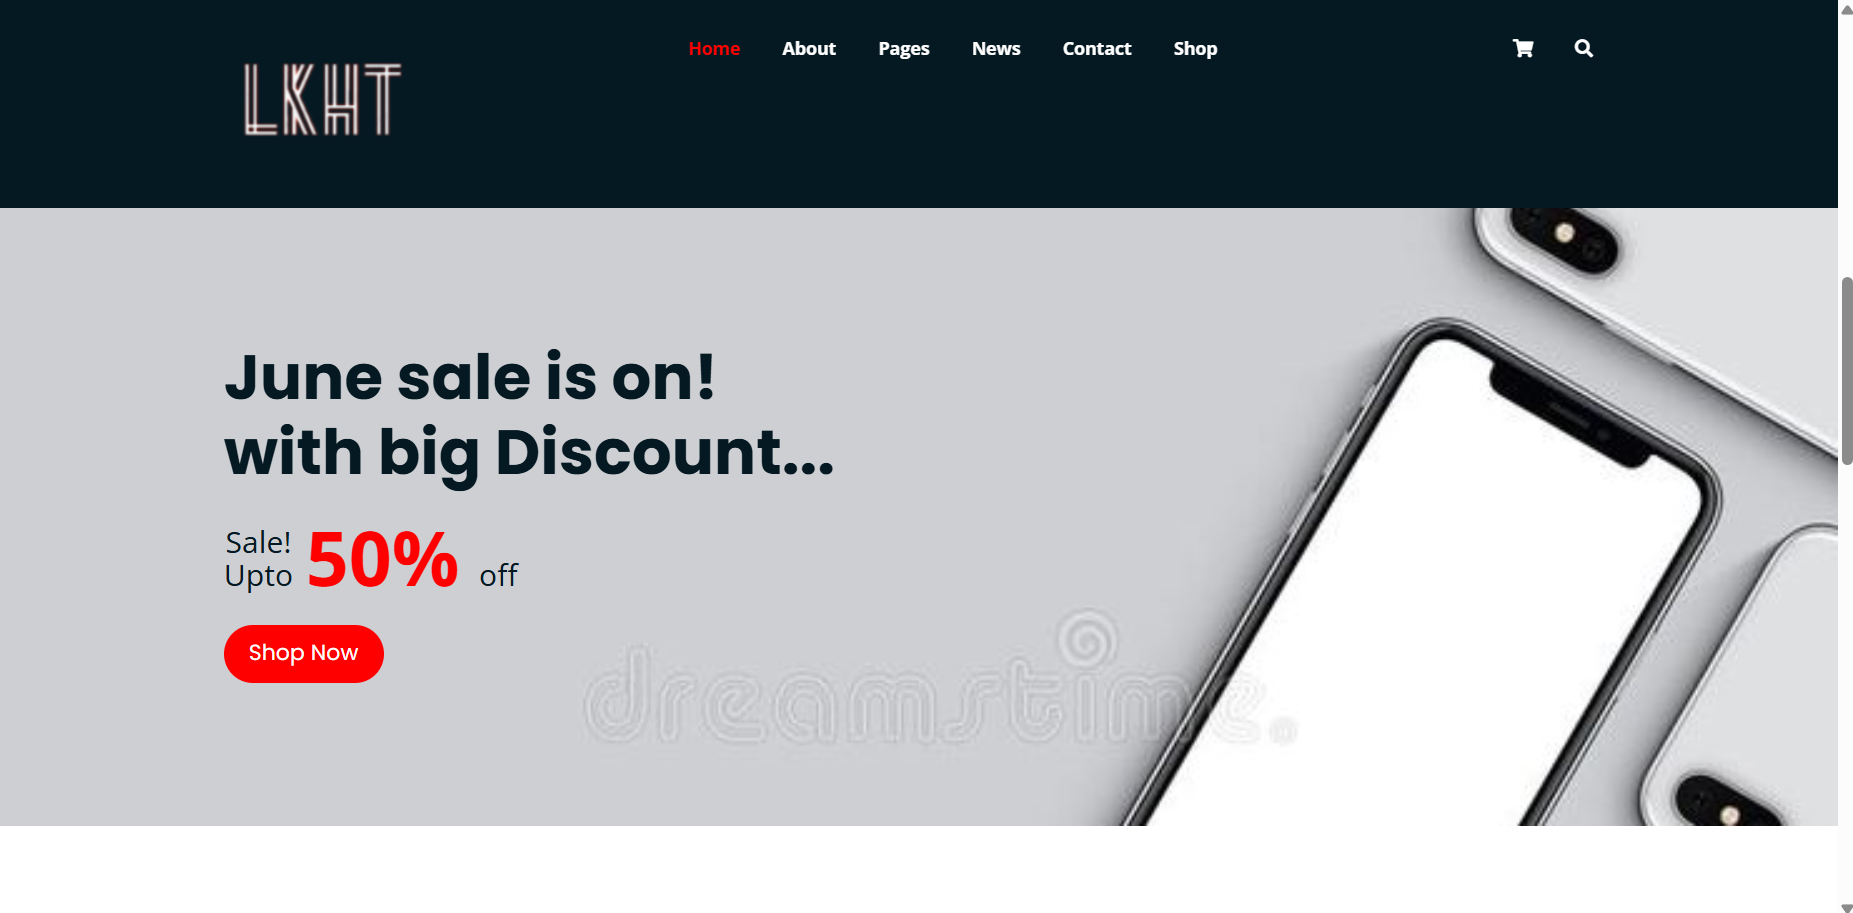 LKHT
Home About Pages News Contact Shop
June sale is on!
with big Discount...
Sale!
Upto 50% off
Shop Now
dreamstime.